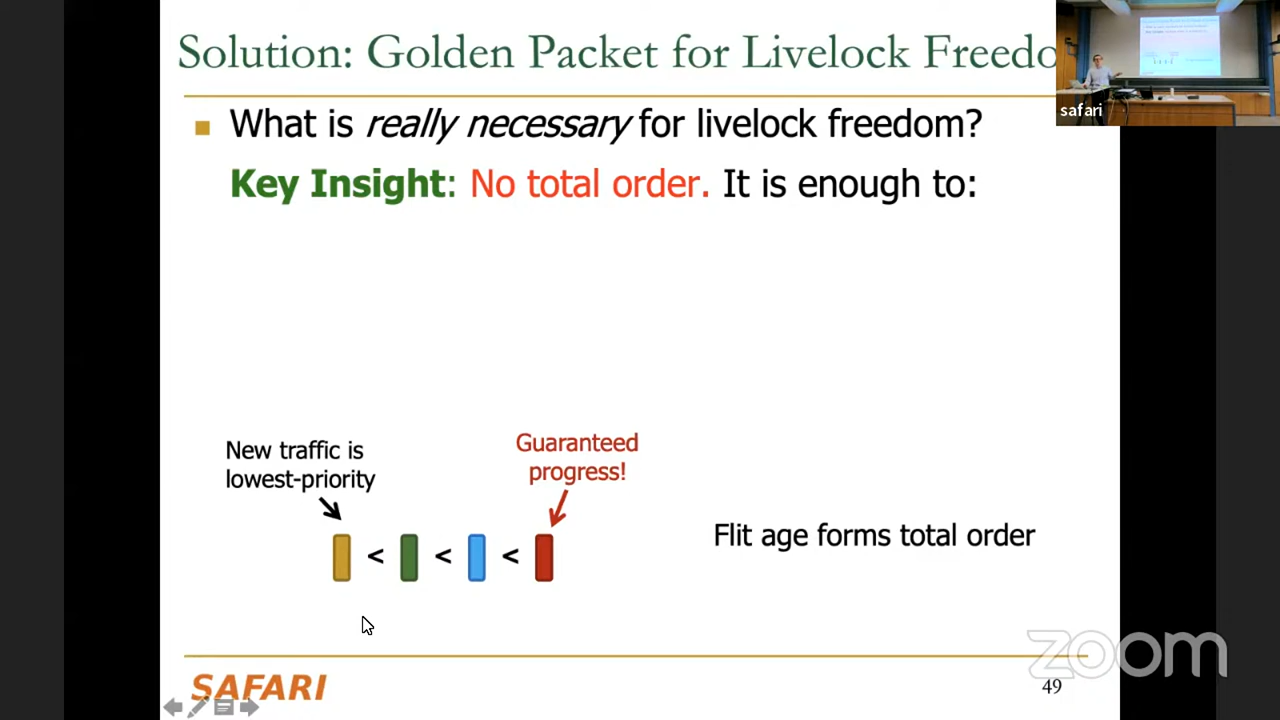 Solution: Golden Packet for Livelock Freedo
safari
What is really necessary for livelock freedom?
Key Insight: No total order. It is enough to:
New traffic is
lowest-priority
Guaranteed
progress!
< < <
Flit age forms total order
zoom
SAFARI
49